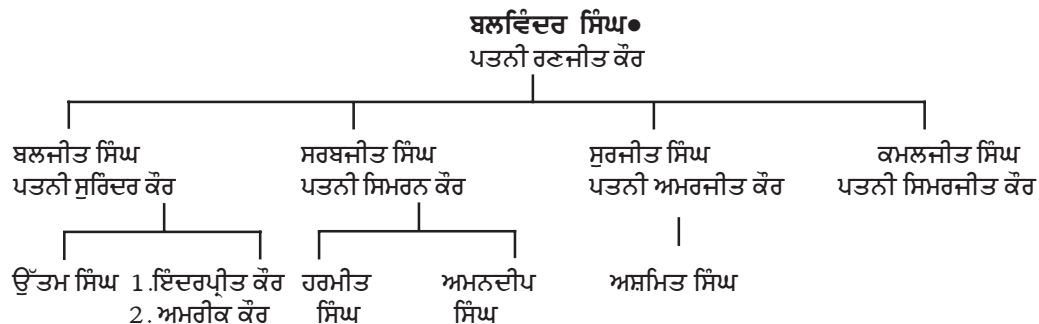 ਬਲਵਿੰਦਰ ਸਿੰਘ●
ਪਤਨੀ ਰਣਜੀਤ ਕੌਰ
ਬਲਜੀਤ ਸਿੰਘ ਸਰਬਜੀਤ ਸਿੰਘ ਸੁਰਜੀਤ ਸਿੰਘ ਕਮਲਜੀਤ ਸਿੰਘ
ਪਤਨੀ ਸੁਰਿੰਦਰ ਕੌਰ ਪਤਨੀ ਸਿਮਰਨ ਕੌਰ ਪਤਨੀ ਅਮਰਜੀਤ ਕੌਰ ਪਤਨੀ ਸਿਮਰਜੀਤ ਕੌਰ
ਉੱਤਮ ਸਿੰਘ 1.ਇੰਦਰਪ੍ਰੀਤ ਕੌਰ ਹਰਮੀਤ ਅਮਨਦੀਪ ਅਸ਼ਮਿਤ ਸਿੰਘ
2. ਅਮਰੀਕ ਕੌਰ ਸਿੰਘ ਸਿੰਘ